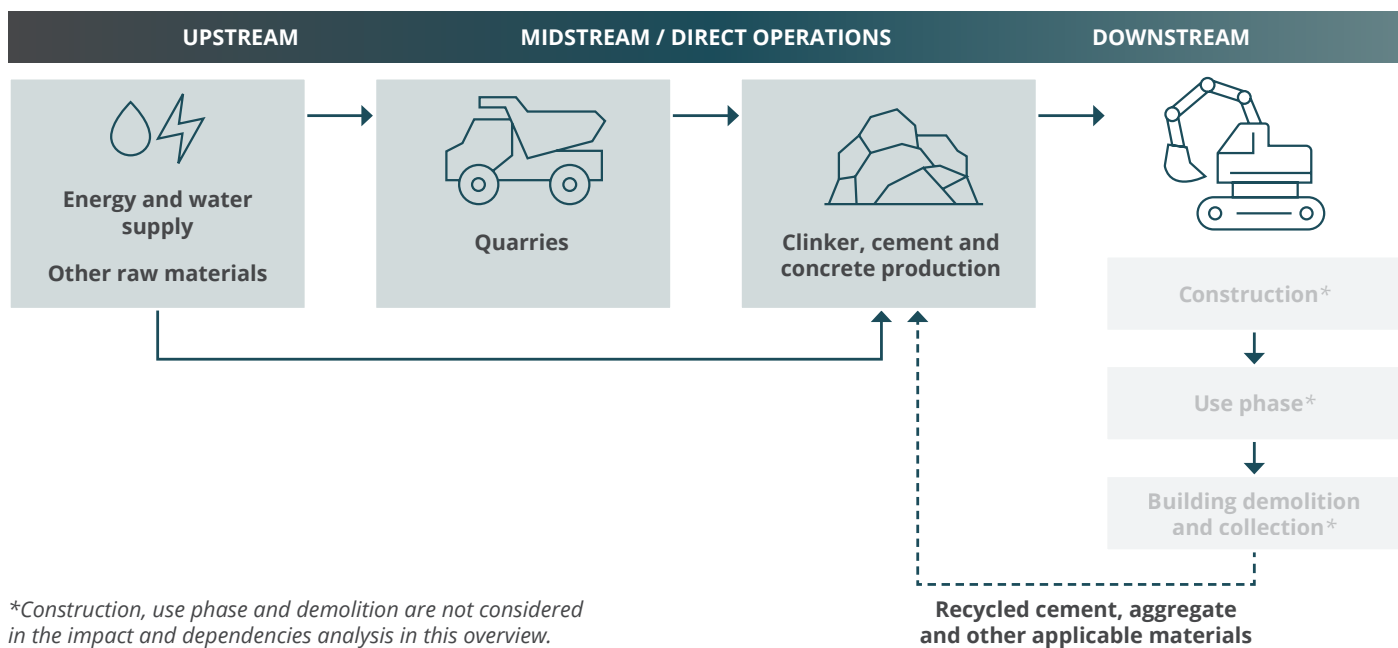 UPSTREAM
MIDSTREAM / DIRECT OPERATIONS
DOWNSTREAM
Energy and water
supply
Other raw materials
Quarries
Clinker, cement and
concrete production
Construction*
Use phase*
Building demolition
and collection*
Recycled cement, aggregate
and other applicable materials
*Construction, use phase and demolition are not considered
in the impact and dependencies analysis in this overview.